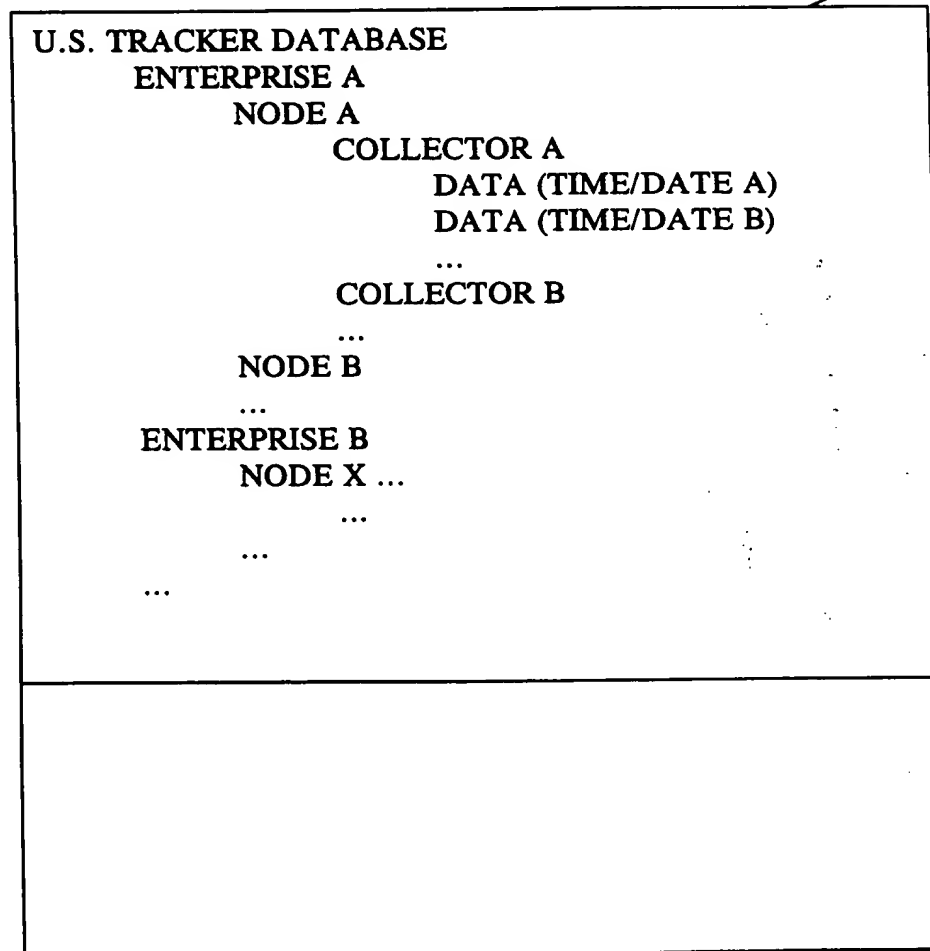 U.S. TRACKER DATABASE
ENTERPRISE A
NODE A
COLLECTOR A
DATA (TIME/DATE A)
DATA (TIME/DATE B)
...
COLLECTOR B
...
NODE B
...
ENTERPRISE B
NODE X ...
...
...
...